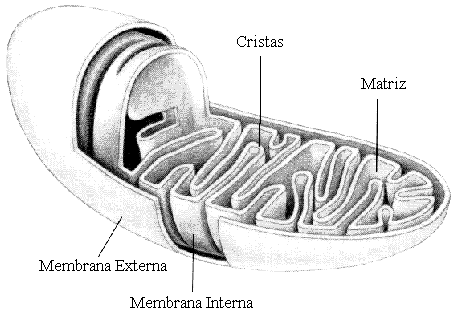 Cristas
Matriz
Membrana Externa
Membrana Interna